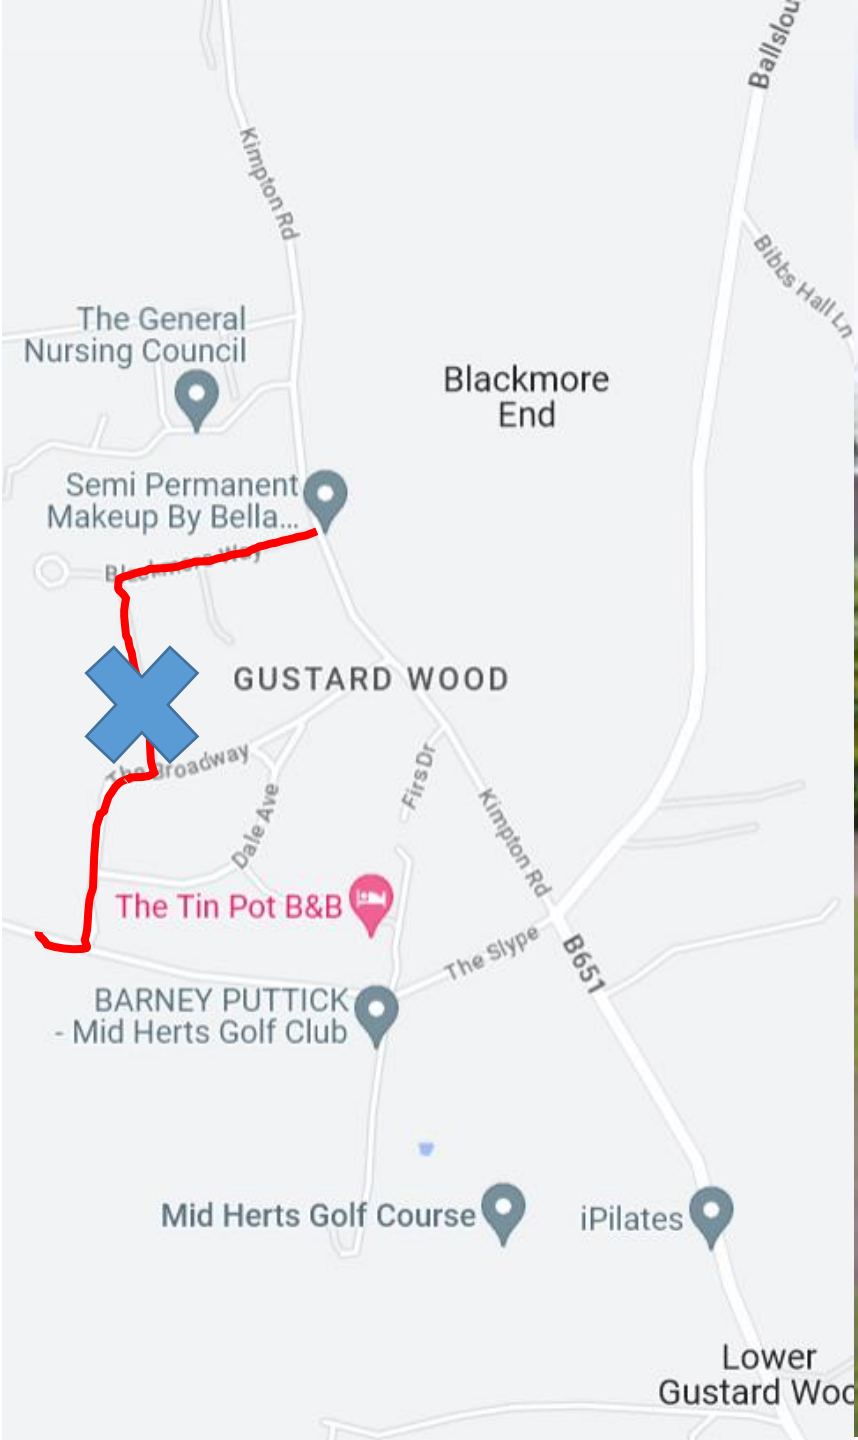 Ballslou
Kimpton Rd
Bibbs Hall Ln
The General
Nursing Council
Blackmore
End
Semi Permanent
Makeup By Bella...
Blackmore Way
GUSTARD WOOD
The Broadway
Firs Dr
Dale Ave
Kimpton Rd
The Tin Pot B&B
The Slype
B651
BARNEY PUTTICK
- Mid Herts Golf Club
Mid Herts Golf Course
iPilates
Lower
Gustard Woo